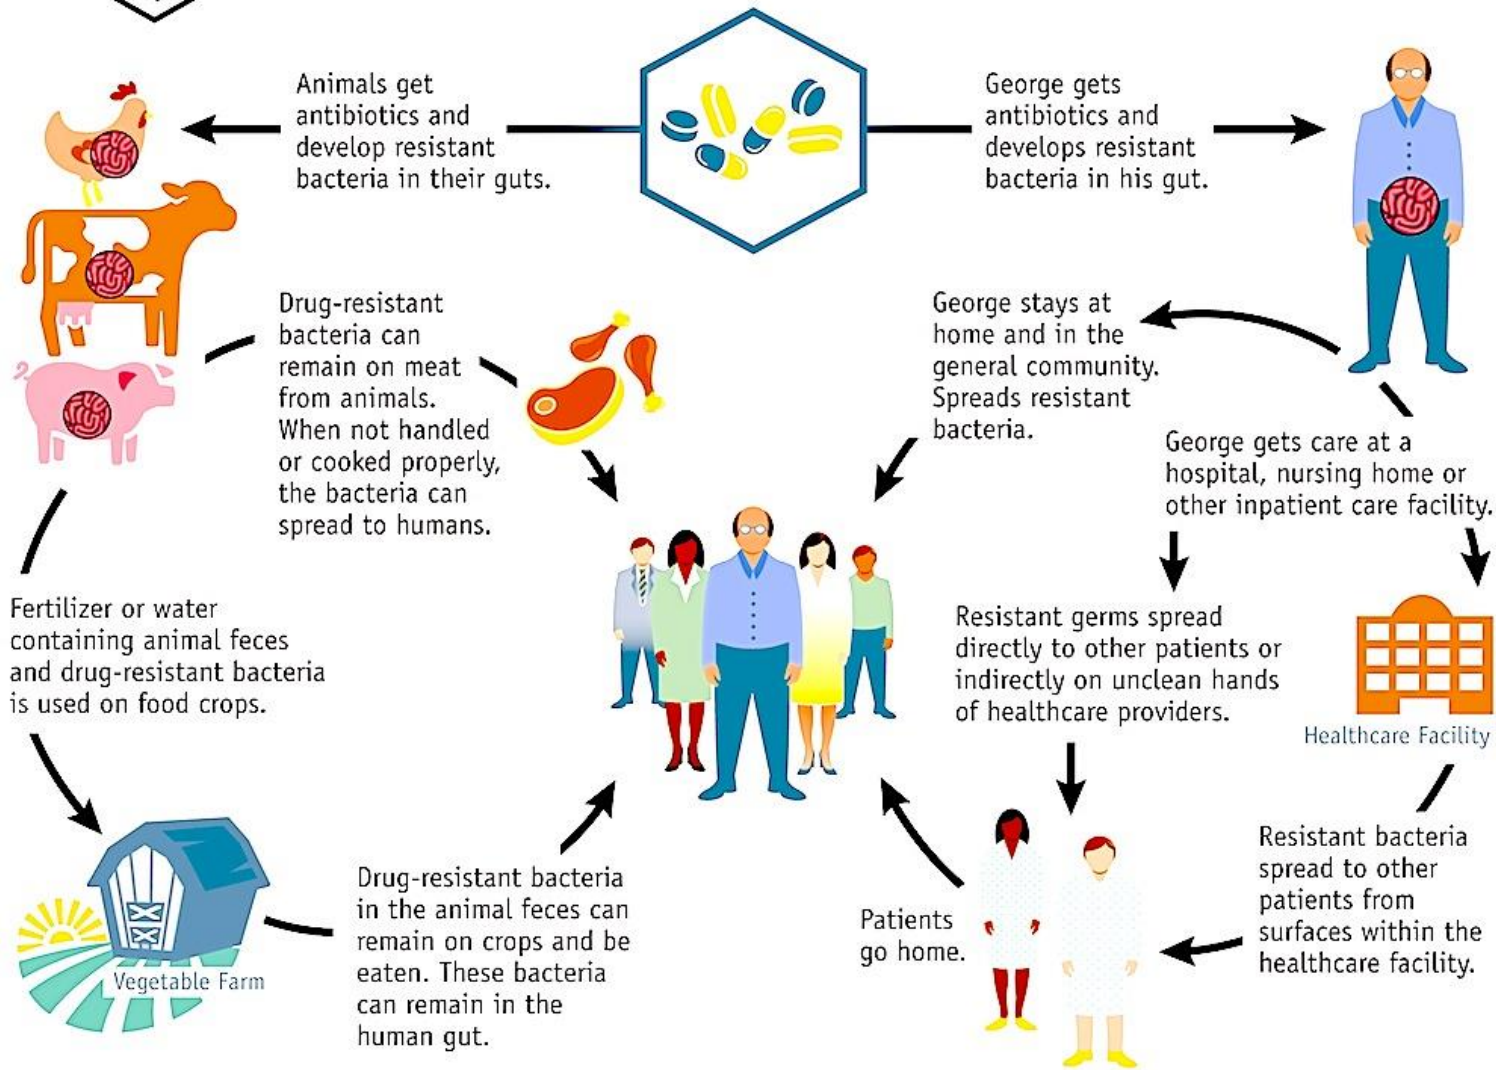 Animals get
antibiotics and
develop resistant
bacteria in their guts.
George gets
antibiotics and
develops resistant
bacteria in his gut.
Drug-resistant
bacteria can
remain on meat
from animals.
When not handled
or cooked properly,
the bacteria can
spread to humans.
George stays at
home and in the
general community.
Spreads resistant
bacteria.
George gets care at a
hospital, nursing home or
other inpatient care facility.
Fertilizer or water
containing animal feces
and drug-resistant bacteria
is used on food crops.
Resistant germs spread
directly to other patients or
indirectly on unclean hands
of healthcare providers.
Healthcare Facility
Vegetable Farm
Drug-resistant bacteria
in the animal feces can
remain on crops and be
eaten. These bacteria
can remain in the
human gut.
Patients
go home.
Resistant bacteria
spread to other
patients from
surfaces within the
healthcare facility.